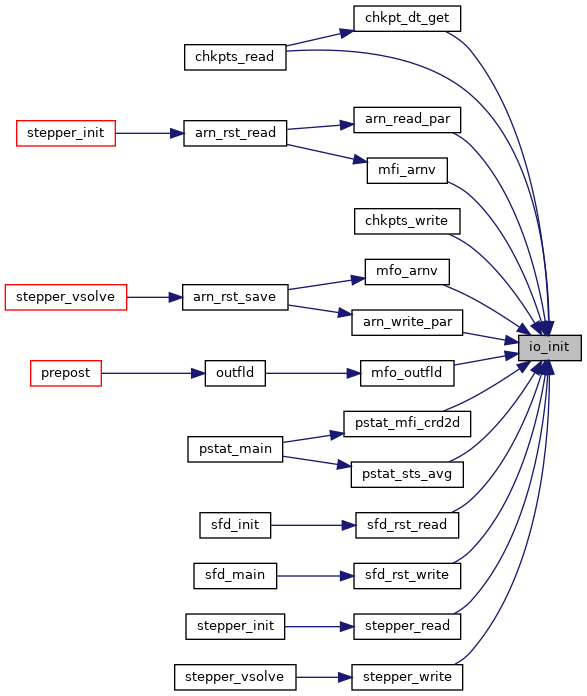 chkpt_dt_get
chkpts_read
arn_read_par
stepper_init
arn_rst_read
mfi_arnv
chkpts_write
mfo_arnv
stepper_vsolve
arn_rst_save
arn_write_par
io_init
prepost
outfld
mfo_outfld
pstat_mfi_crd2d
pstat_main
pstat_sts_avg
sfd_init
sfd_rst_read
sfd_main
sfd_rst_write
stepper_init
stepper_read
stepper_vsolve
stepper_write